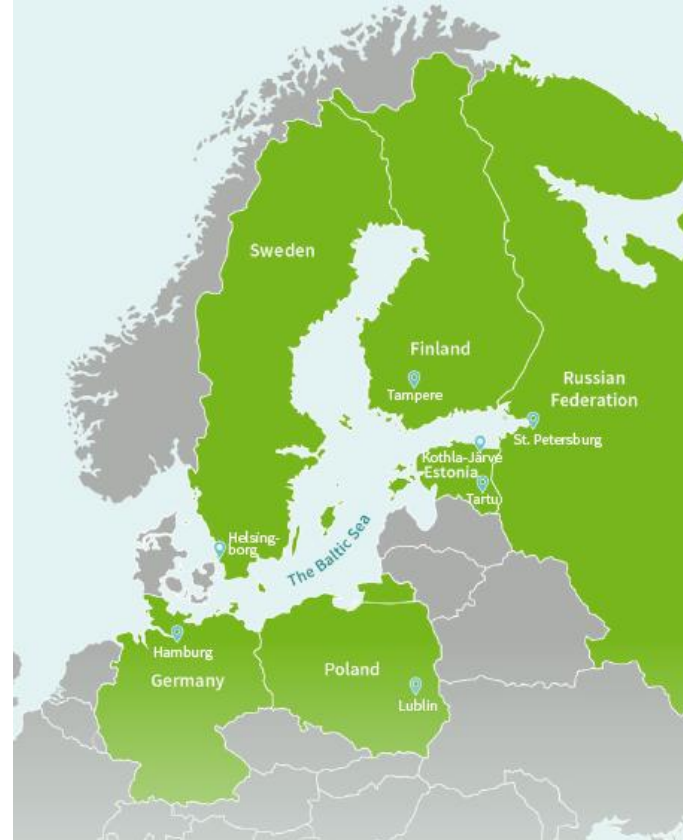 Sweden
Finland
Tampere
Russian
Federation
St. Petersburg
Kothla-Järve
Estonia
Tartu
Helsing-
borg
The Baltic Sea
Hamburg
Germany
Poland
Lublin